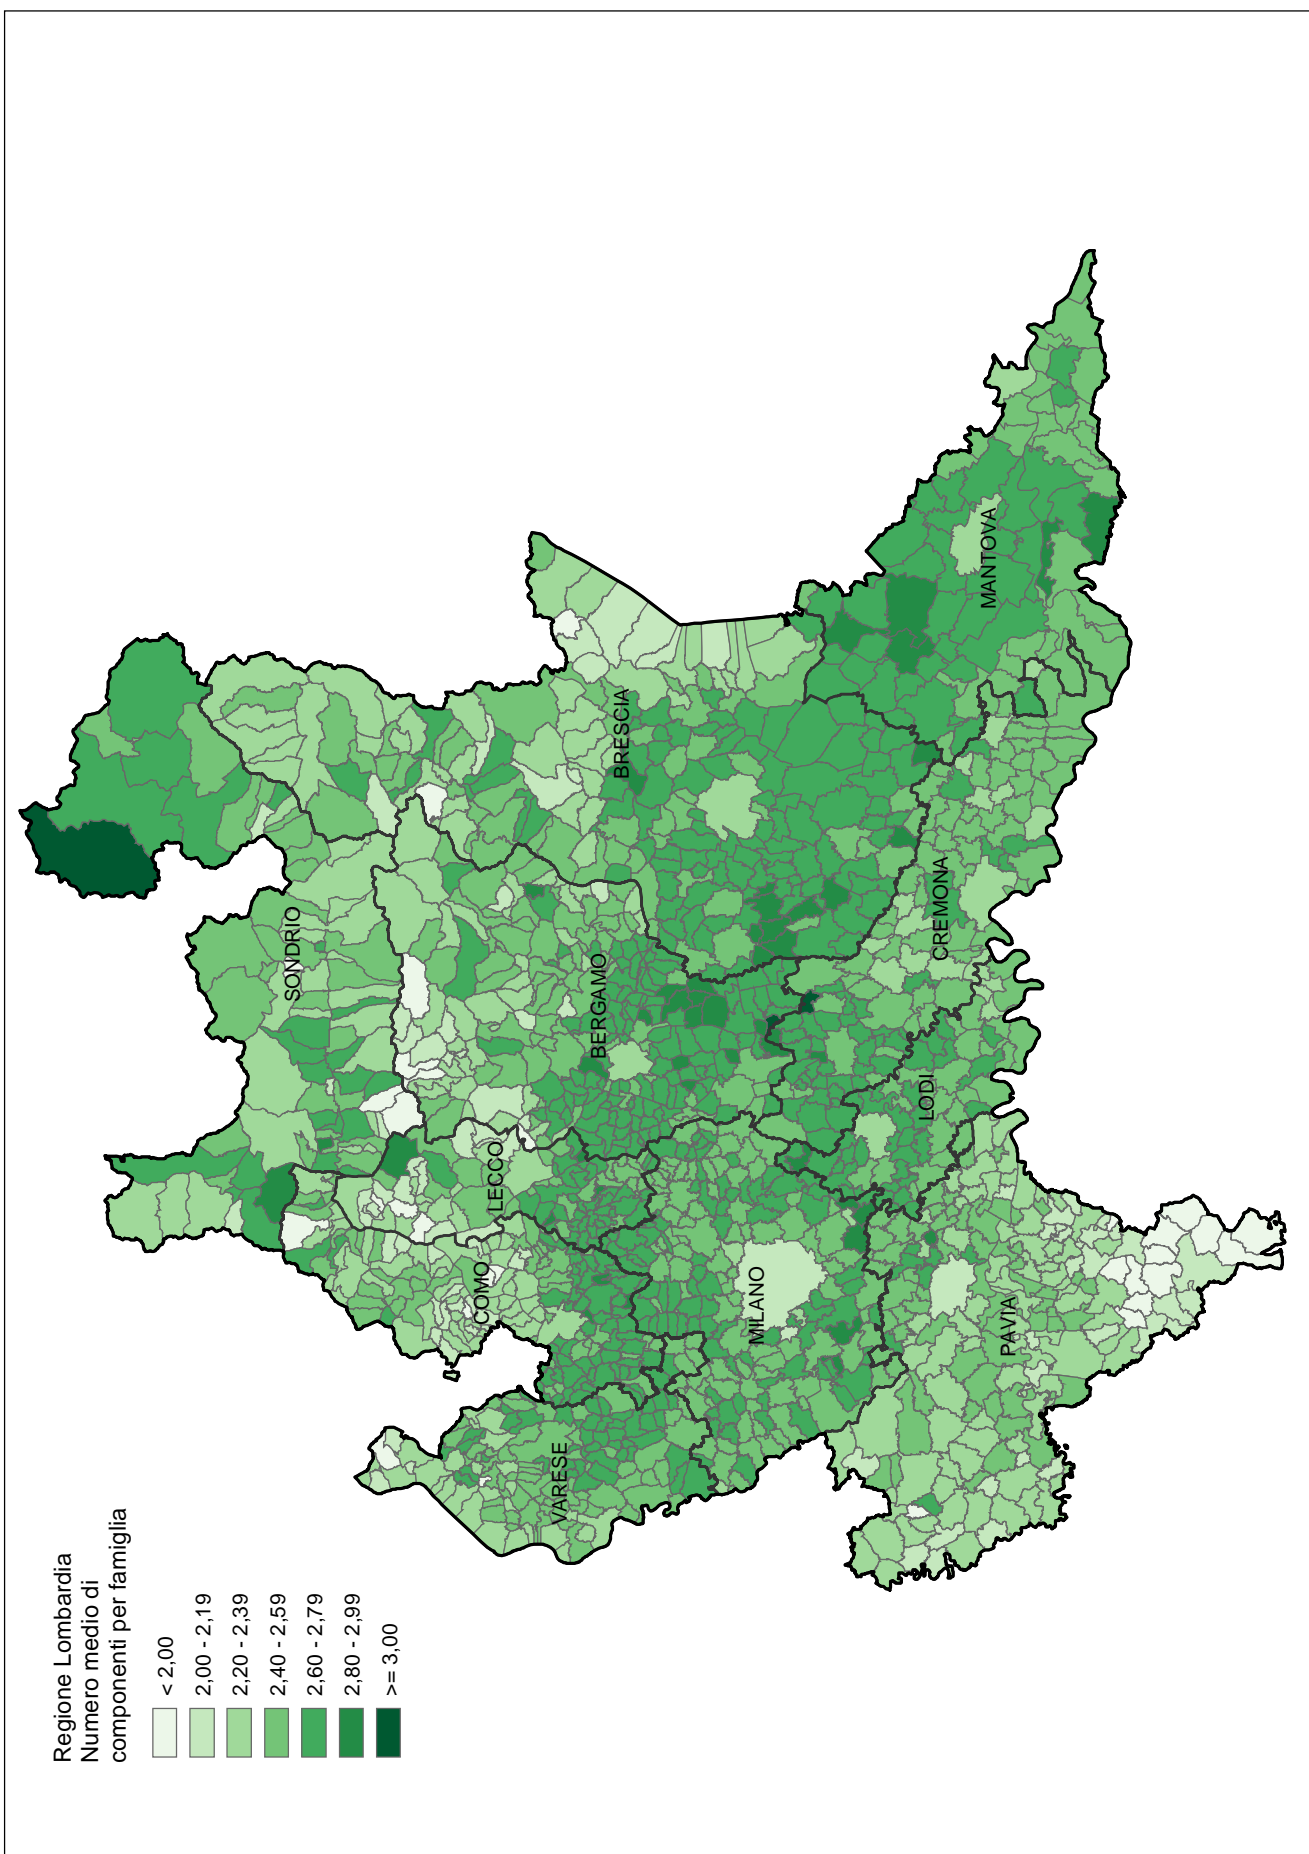 Regione Lombardia
Numero medio di
componenti per famiglia
< 2,00
2,00 - 2,19
2,20 - 2,39
2,40 - 2,59
2,60 - 2,79
2,80 - 2,99
>= 3,00
SONDRIO
LECCO
COMO
VARESE
BERGAMO
BRESCIA
MILANO
LODI
CREMONA
MANTOVA
PAVIA